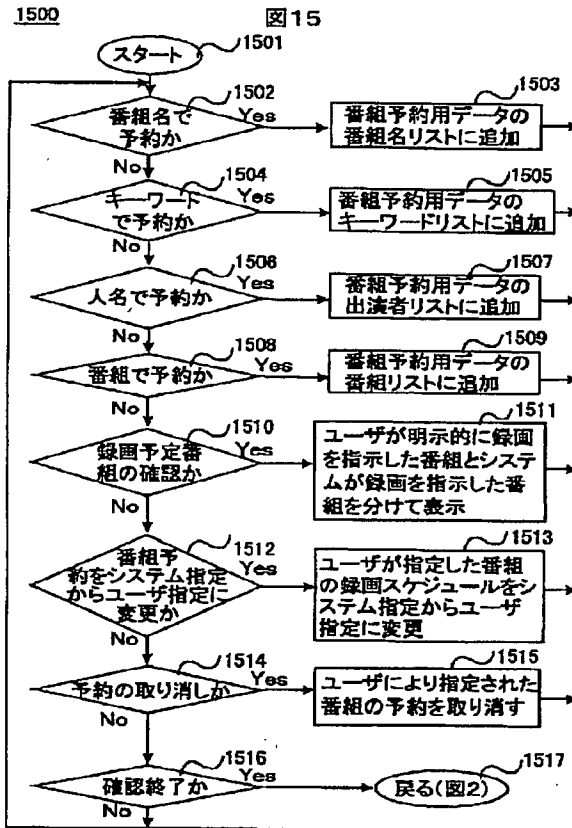 1500
図15
スタート
1501
番組名で
予約か
1502
Yes
No
番組予約用データの
番組名リストに追加
1503
キーワード
で予約か
1504
Yes
No
番組予約用データの
キーワードリストに追加
1505
人名で予約か
1506
Yes
No
番組予約用データの
出演者リストに追加
1507
番組で予約か
1508
Yes
No
番組予約用データの
番組リストに追加
1509
録画予定番
組の確認か
1510
Yes
No
ユーザが明示的に録画
を指示した番組とシステ
ムが録画を指示した番
組を分けて表示
1511
番組予
約をシステム指定
からユーザ指定に
変更か
1512
Yes
No
ユーザが指定した番組
の録画スケジュールをシ
ステム指定からユーザ
指定に変更
1513
予約の取り消しか
1514
Yes
No
ユーザにより指定された
番組の予約を取り消す
1515
確認終了か
1516
Yes
No
戻る(図2)
1517